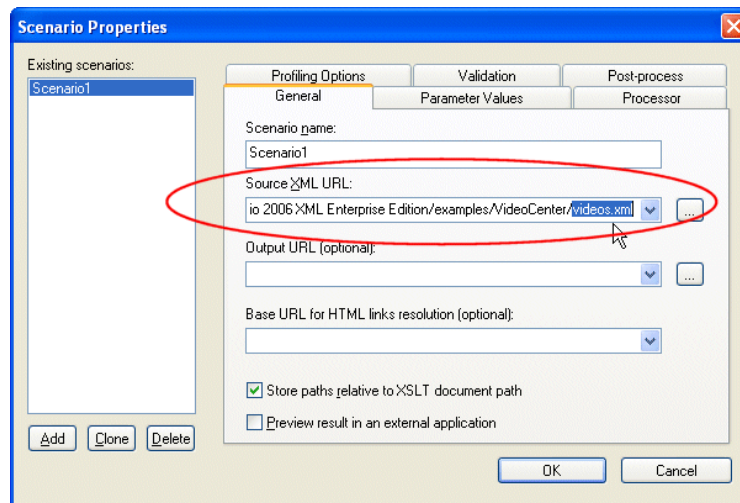 Scenario Properties
Existing scenarios:
Scenario1
Profiling Options
Validation
Post-process
General
Parameter Values
Processor
Scenario name:
Scenario1
Source XML URL:
io 2006 XML Enterprise Edition/examples/VideoCenter/videos.xml
...
Output URL (optional):
...
Base URL for HTML links resolution (optional):
Store paths relative to XSLT document path
Preview result in an external application
Add
Clone
Delete
OK
Cancel